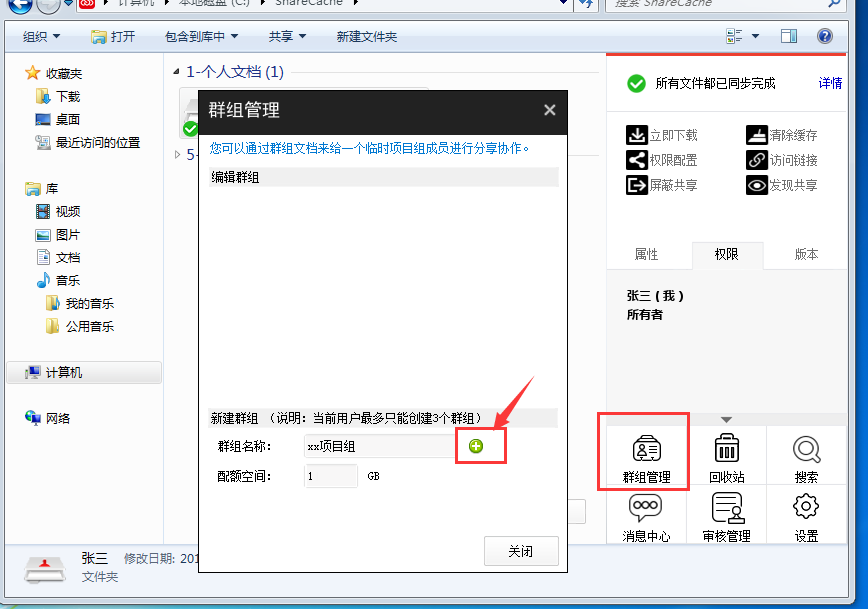 计算机 本地磁盘 (C:) ShareCache
搜索 ShareCache
组织 打开 包含到库中 共享 新建文件夹
收藏夹
下载
桌面
最近访问的位置
库
视频
图片
文档
音乐
我的音乐
公用音乐
计算机
网络
1-个人文档 (1)
5-
群组管理
您可以通过群组文档来给一个临时项目组成员进行分享协作。
编辑群组
新建群组 （说明：当前用户最多只能创建3个群组）
群组名称： xx项目组
配额空间： 1 GB
关闭
所有文件都已同步完成 详情
立即下载 清除缓存
权限配置 访问链接
屏蔽共享 发现共享
属性 权限 版本
张三（我）
所有者
群组管理 回收站 搜索
消息中心 审核管理 设置
张三 修改日期: 201
文件夹